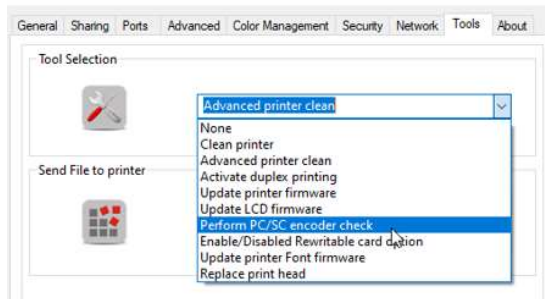 General Sharing Ports Advanced Color Management Security Network Tools About
Tool Selection
Advanced printer clean
None
Clean printer
Advanced printer clean
Activate duplex printing
Update printer firmware
Update LCD firmware
Send File to printer
Perform PC/SC encoder check
Enable/Disabled Rewritable card option
Update printer Font firmware
Replace print head